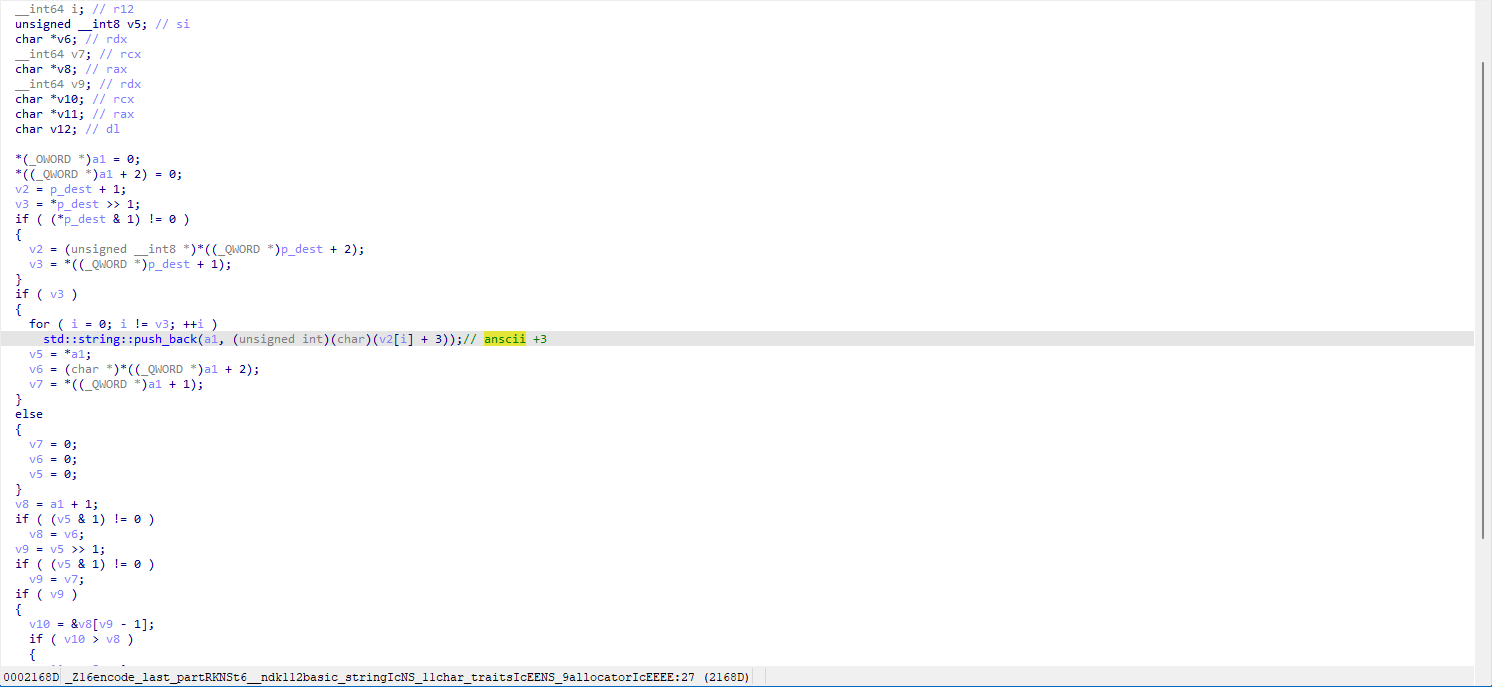 __int64 i; // r12
unsigned __int8 v5; // si
char *v6; // rdx
__int64 v7; // rcx
char *v8; // rax
__int64 v9; // rdx
char *v10; // rcx
char *v11; // rax
char v12; // dl
*(_OWORD *)a1 = 0;
*((_QWORD *)a1 + 2) = 0;
v2 = p_dest + 1;
v3 = *p_dest >> 1;
if ( (*p_dest & 1) != 0 )
{
v2 = (unsigned __int8 *)*((_QWORD *)p_dest + 2);
v3 = *((_QWORD *)p_dest + 1);
}
if ( v3 )
{
for ( i = 0; i != v3; ++i )
std::string::push_back(a1, (unsigned int)(char)(v2[i] + 3));// anscii +3
v5 = *a1;
v6 = (char *)*((_QWORD *)a1 + 2);
v7 = *((_QWORD *)a1 + 1);
}
else
{
v7 = 0;
v6 = 0;
v5 = 0;
}
v8 = a1 + 1;
if ( (v5 & 1) != 0 )
v8 = v6;
v9 = v5 >> 1;
if ( (v5 & 1) != 0 )
v9 = v7;
if ( v9 )
{
v10 = &v8[v9 - 1];
if ( v10 > v8 )
{
0002168D _Z16encode_last_partRKNSt6__ndk112basic_stringIcNS_11char_traitsIcEENS_9allocatorIcEEEE:27 (2168D)